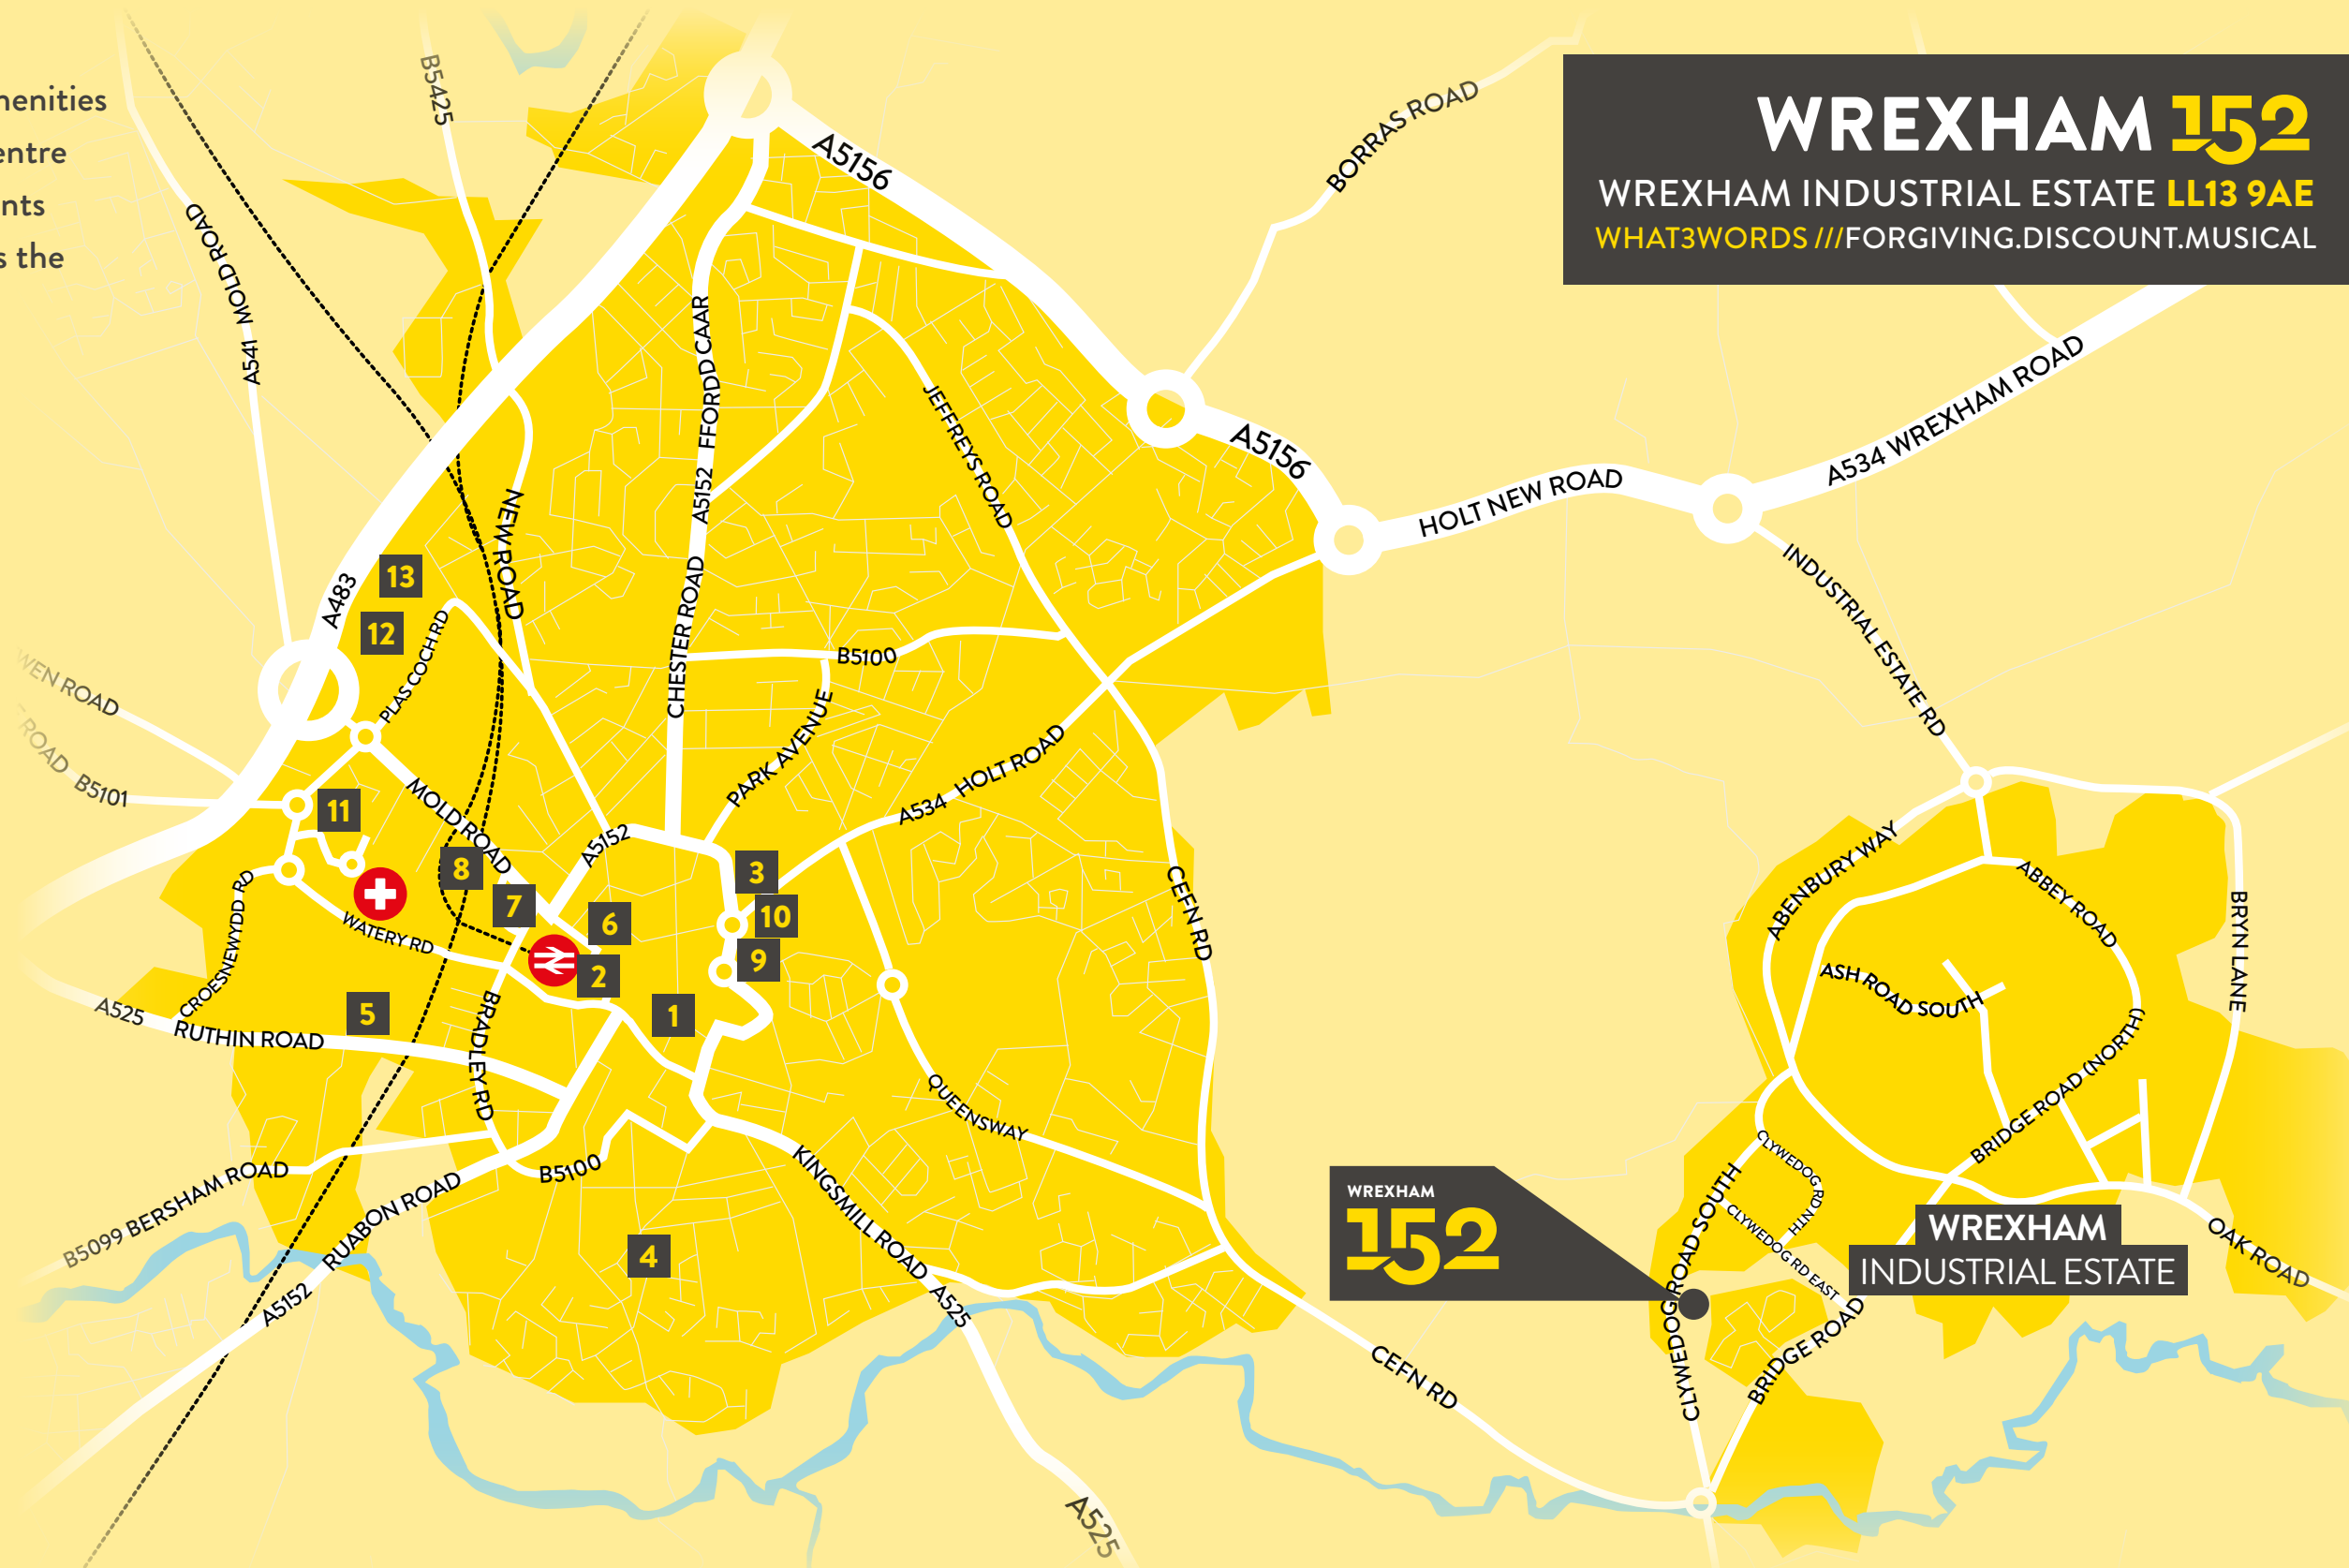 WREXHAM 152
WREXHAM INDUSTRIAL ESTATE LL13 9AE
WHAT3WORDS ///FORGIVING.DISCOUNT.MUSICAL
entre
s the
B5425
A5156
BORRAS ROAD
MOLD ROAD
A541
A5152 FFORDD CAAR
JEFFREYS ROAD
A5156
HOLT NEW ROAD
A534 WREXHAM ROAD
NEW ROAD
INDUSTRIAL ESTATE RD
A483
13
12
PLAS COCH RD
CHESTER ROAD
B5100
PARK AVENUE
ROAD
ROAD
B5101
11
MOLD ROAD
A5152
A534 HOLT ROAD
8
7
6
3
10
9
2
1
5
CROESNEWYDD RD
WATERY RD
CEFN RD
ABENBURY WAY
ABBEY ROAD
BRYN LANE
ASH ROAD SOUTH
A525
RUTHIN ROAD
BRADLEY RD
QUEENSWAY
BRIDGE ROAD (NORTH)
B5099 BERSHAM ROAD
B5100
RUABON ROAD
A5152
4
KINGSMILL ROAD
A525
WREXHAM
152
CLYWEDOG RD NTH
CLYWEDOG RD EAST
CLYWEDOG ROAD SOUTH
WREXHAM
INDUSTRIAL ESTATE
OAK ROAD
BRIDGE ROAD
CEFN RD
A525